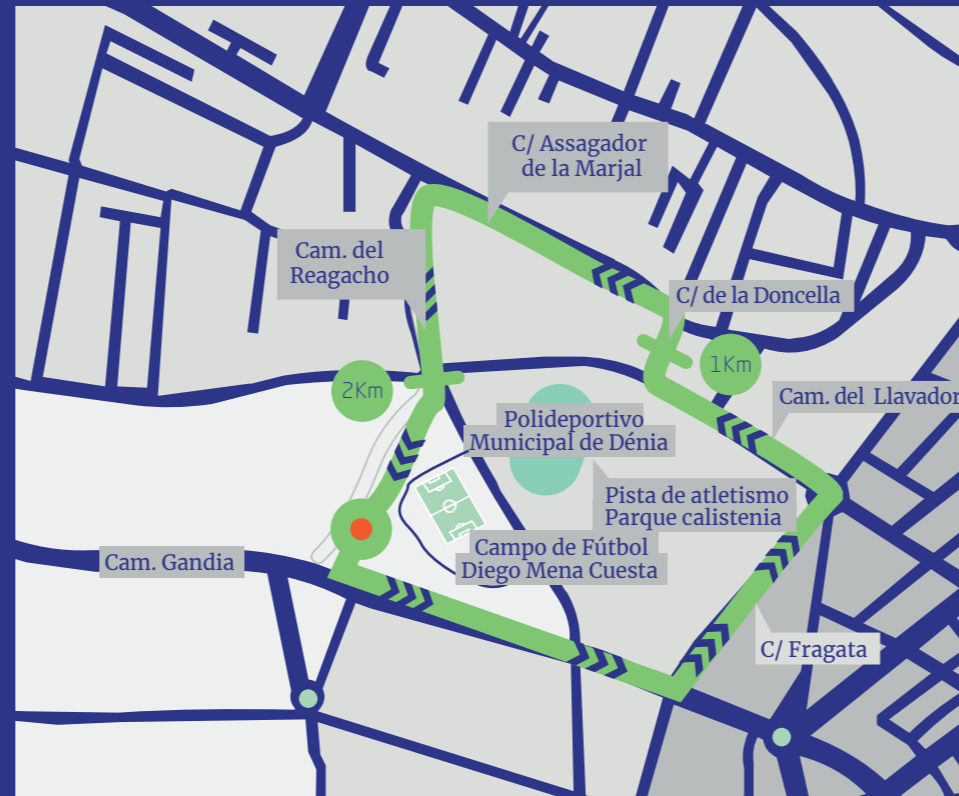 C/ Assagador
de la Marjal
Cam. del
Reagacho
C/ de la Doncella
1Km
2Km
Cam. del Llavador
Polideportivo
Municipal de Dénia
Pista de atletismo
Parque calistenia
Campo de Fútbol
Diego Mena Cuesta
Cam. Gandia
C/ Fragata